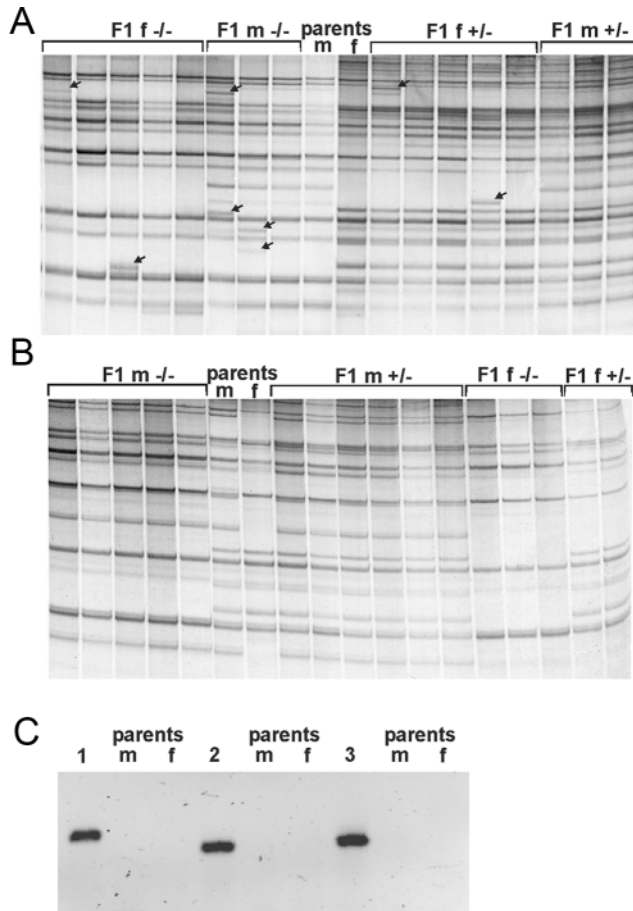 A
F1 f -/- F1 m -/- parents F1 f +/- F1 m +/-
m f
B
F1 m -/- parents F1 m +/- F1 f -/- F1 f +/-
m f
C
parents parents parents
1 m f 2 m f 3 m f